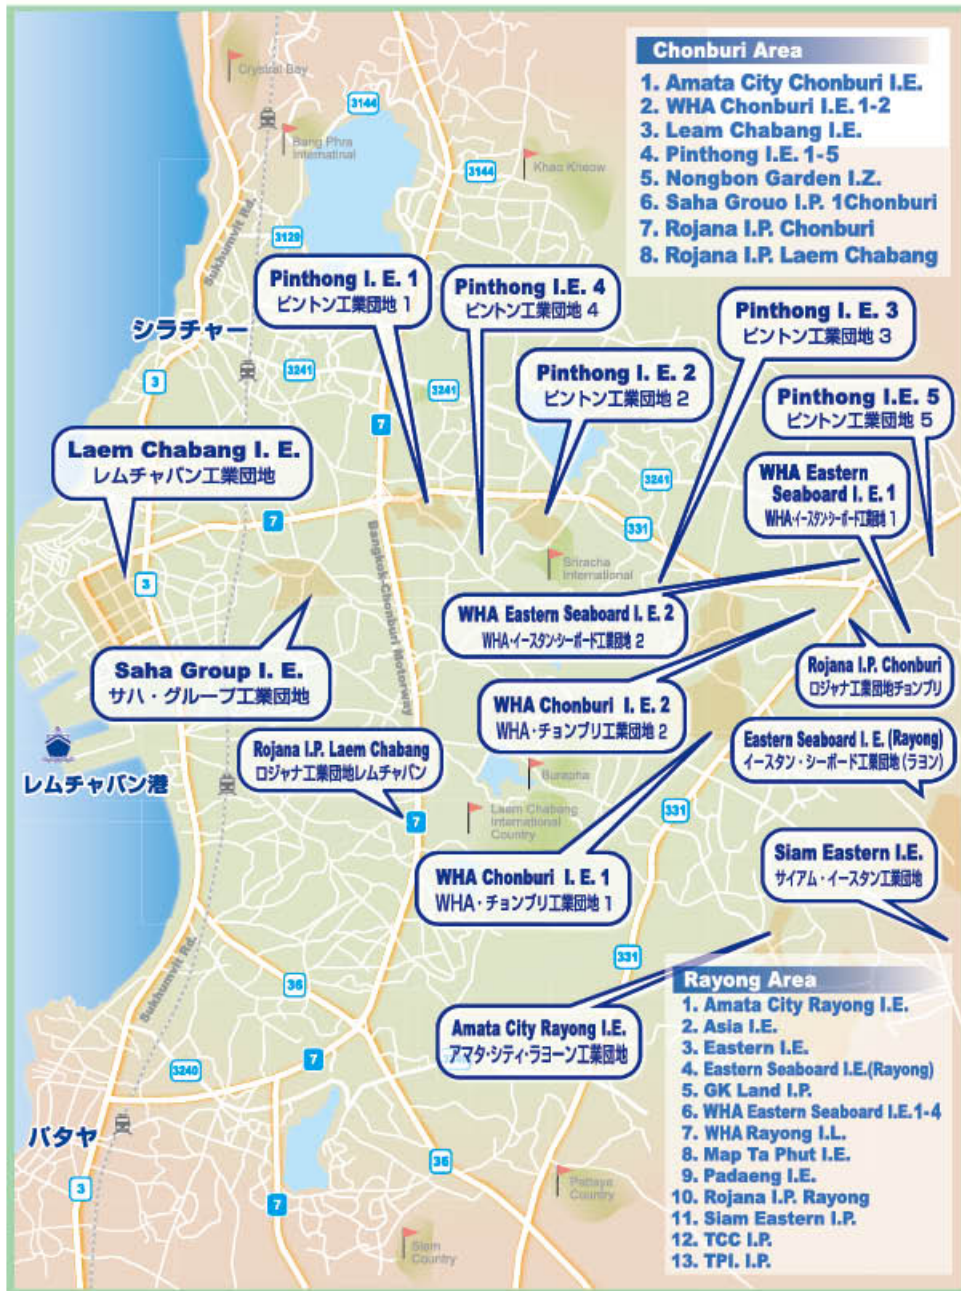 Chonburi Area
1. Amata City Chonburi I.E.
2. WHA Chonburi I.E. 1-2
3. Leam Chabang I.E.
4. Pinthong I.E. 1-5
5. Nongbon Garden I.Z.
6. Saha Grouo I.P. 1Chonburi
7. Rojana I.P. Chonburi
8. Rojana I.P. Laem Chabang
Crystral Bay
3144
Bang Phra
Internatinal
3144
Khao Kheow
Sukhumvit Rd.
3129
Pinthong I. E. 1
ピントン工業団地 1
Pinthong I.E. 4
ピントン工業団地 4
Pinthong I. E. 3
ピントン工業団地 3
シラチャー
3
3241
3241
7
Pinthong I. E. 2
ピントン工業団地 2
Pinthong I.E. 5
ピントン工業団地 5
Laem Chabang I. E.
レムチャバン工業団地
WHA Eastern
Seaboard I. E. 1
WHA・イースタン・シーボード工業団地 1
3241
7
331
Bangkok-Chonburi Motorway
Sriracha
International
3
WHA Eastern Seaboard I. E. 2
WHA・イースタン・シーボード工業団地 2
Saha Group I. E.
サハ・グループ工業団地
Rojana I.P. Chonburi
ロジャナ工業団地チョンブリ
WHA Chonburi I. E. 2
WHA・チョンブリ工業団地 2
Rojana I.P. Laem Chabang
ロジャナ工業団地レムチャバン
Eastern Seaboard I. E. (Rayong)
イースタン・シーボード工業団地 (ラヨン)
レムチャバン港
Burapha
7
Laem Chabang
International
Country
331
WHA Chonburi I. E. 1
WHA・チョンブリ工業団地 1
Siam Eastern I.E.
サイアム・イースタン工業団地
Sukhumvit Rd.
331
36
Amata City Rayong I.E.
アマタ・シティ・ラヨーン工業団地
7
3240
パタヤ
36
3
7
Pattaya
Country
Siam
Country
Rayong Area
1. Amata City Rayong I.E.
2. Asia I.E.
3. Eastern I.E.
4. Eastern Seaboard I.E.(Rayong)
5. GK Land I.P.
6. WHA Eastern Seaboard I.E.1-4
7. WHA Rayong I.L.
8. Map Ta Phut I.E.
9. Padaeng I.E.
10. Rojana I.P. Rayong
11. Siam Eastern I.P.
12. TCC I.P.
13. TPI. I.P.